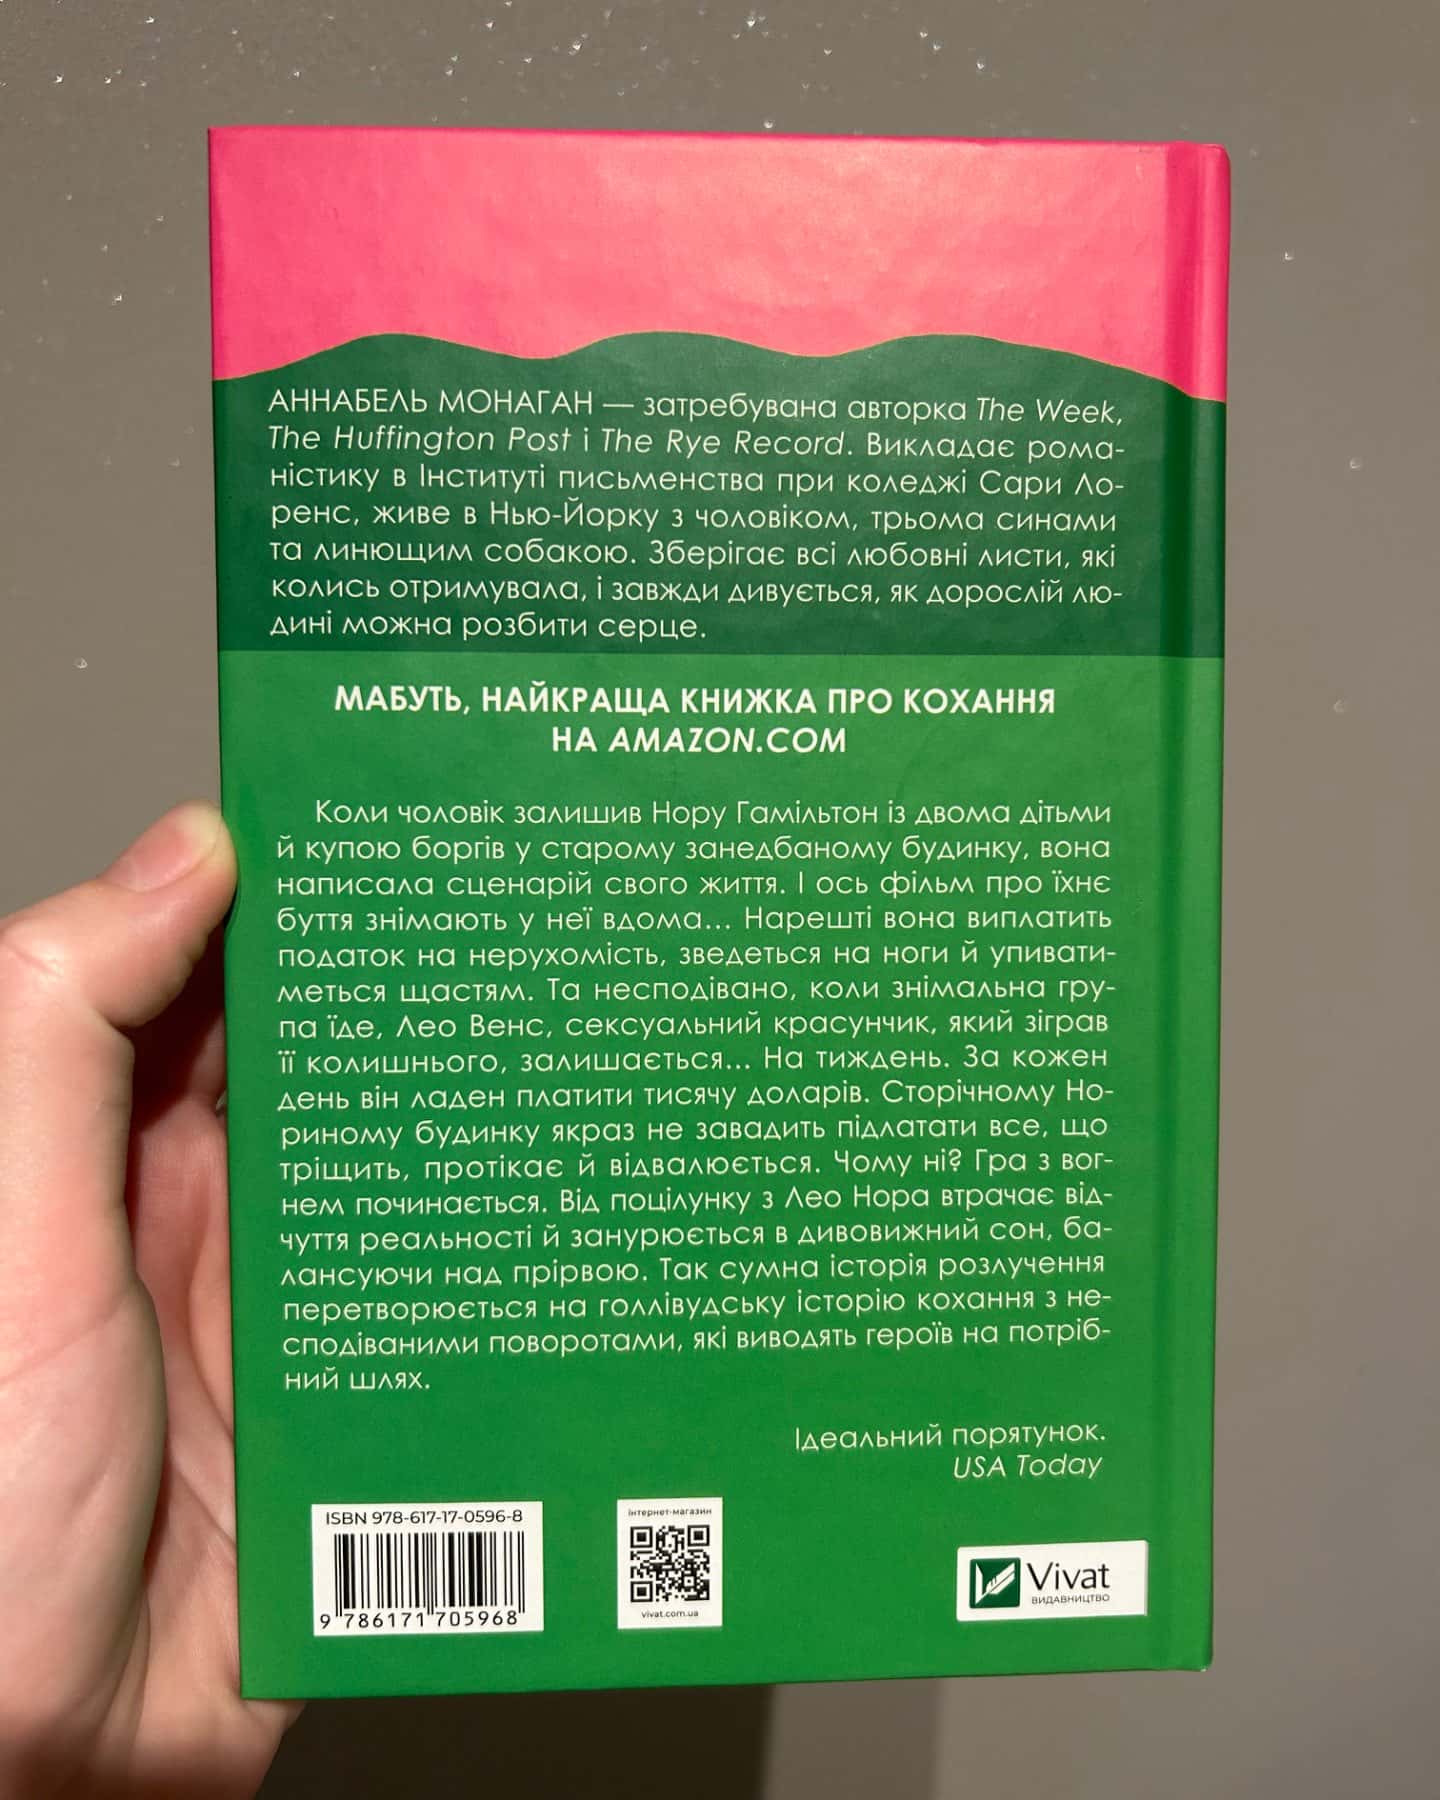 АННАБЕЛЬ МОНАГАН — затребувана авторка The Week,
The Huffington Post і The Rye Record. Викладає рома-
ністику в Інституті письменства при коледжі Сари Ло-
ренс, живе в Нью-Йорку з чоловіком, трьома синами
та линющим собакою. Зберігає всі любовні листи, які
колись отримувала, і завжди дивується, як дорослій лю-
дині можна розбити серце.
МАБУТЬ, НАЙКРАЩА КНИЖКА ПРО КОХАННЯ
НА AMAZON.COM
Коли чоловік залишив Нору Гамільтон із двома дітьми
й купою боргів у старому занедбаному будинку, вона
написала сценарій свого життя. І ось фільм про їхнє
буття знімають у неї вдома... Нарешті вона виплатить
податок на нерухомість, зведеться на ноги й упивати-
меться щастям. Та несподівано, коли знімальна гру-
па їде, Лео Венс, сексуальний красунчик, який зіграв
її колишнього, залишається... На тиждень. За кожен
день він ладен платити тисячу доларів. Сторічному Но-
риному будинку якраз не завадить підлатати все, що
тріщить, протікає й відвалюється. Чому ні? Гра з вог-
нем починається. Від поцілунку з Лео Нора втрачає від-
чуття реальності й занурюється в дивовижний сон, ба-
лансуючи над прірвою. Так сумна історія розлучення
перетворюється на голлівудську історію кохання з не-
сподіваними поворотами, які виводять героїв на потріб-
ний шлях.
Ідеальний порятунок.
USA Today
ISBN 978-617-17-0596-8
9 786171 705968
інтернет-магазин
vivat.com.ua
Vivat
ВИДАВНИЦТВО